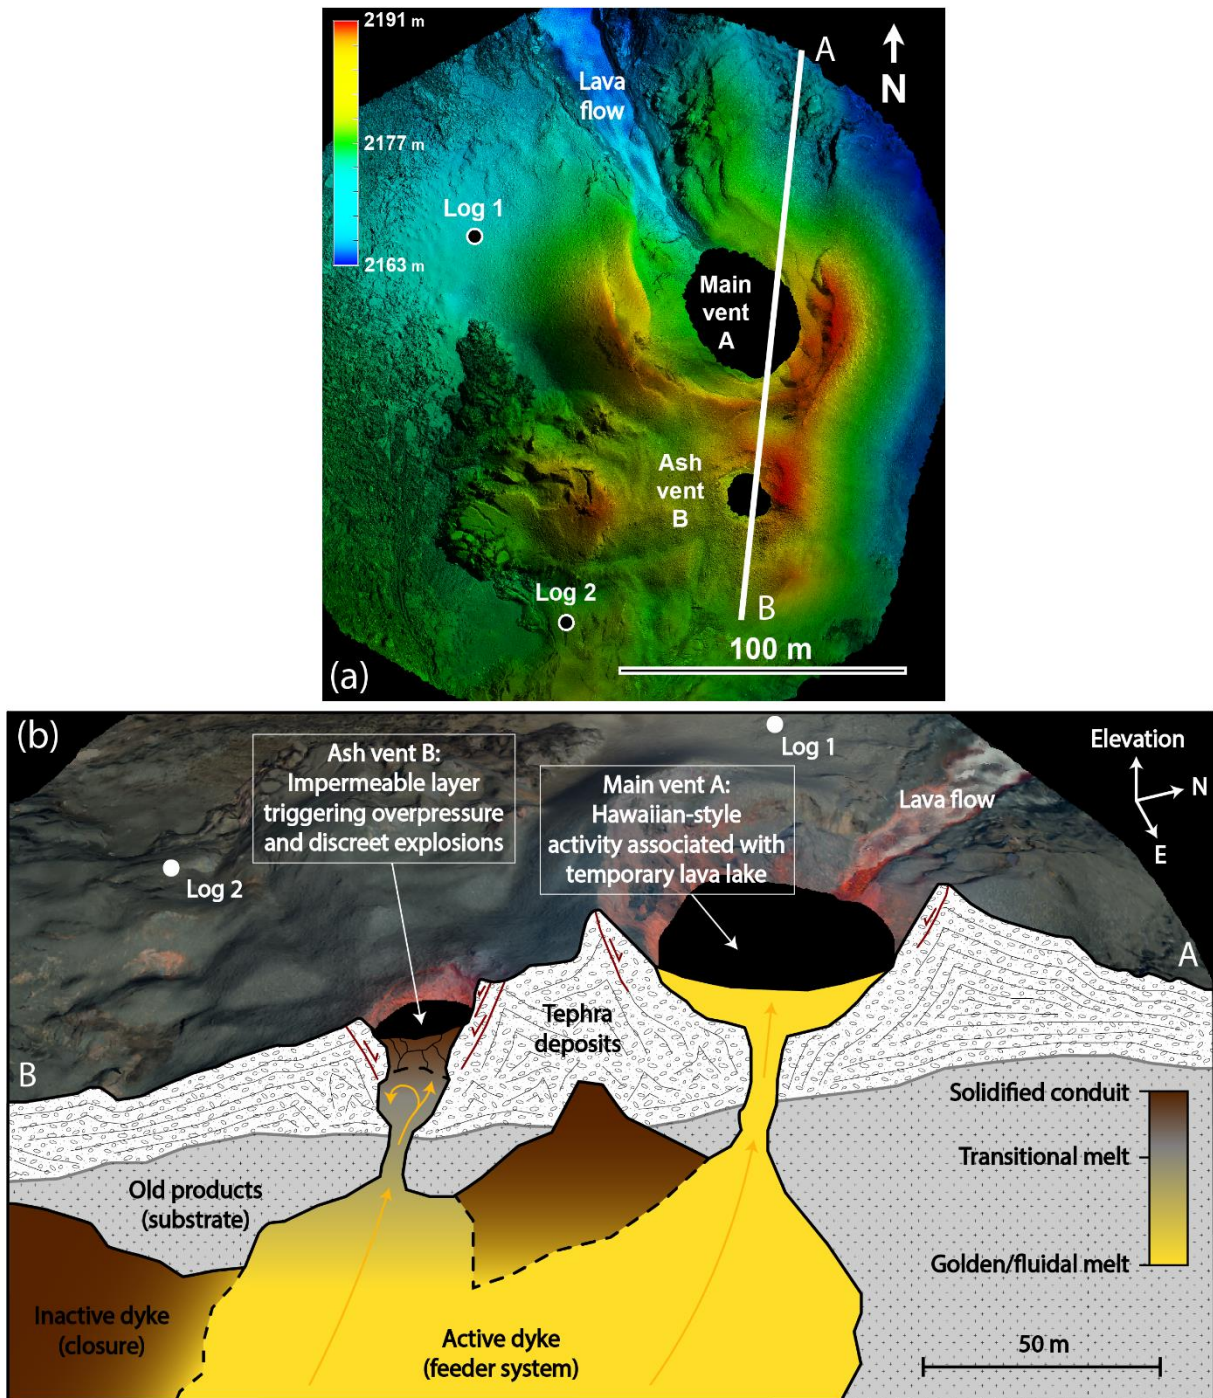 2191 m
2177 m
2163 m
Lava
flow
A
N
Log 1
Main
vent
A
Ash
vent
B
Log 2
B
100 m
(a)
(b)
Ash vent B:
Impermeable layer
triggering overpressure
and discreet explosions
Log 1
Main vent A:
Hawaiian-style
activity associated with
temporary lava lake
Elevation
N
E
Lava flow
Log 2
A
B
Tephra
deposits
Solidified conduit
Transitional melt
Golden/fluidal melt
Old products
(substrate)
Inactive dyke
(closure)
Active dyke
(feeder system)
50 m